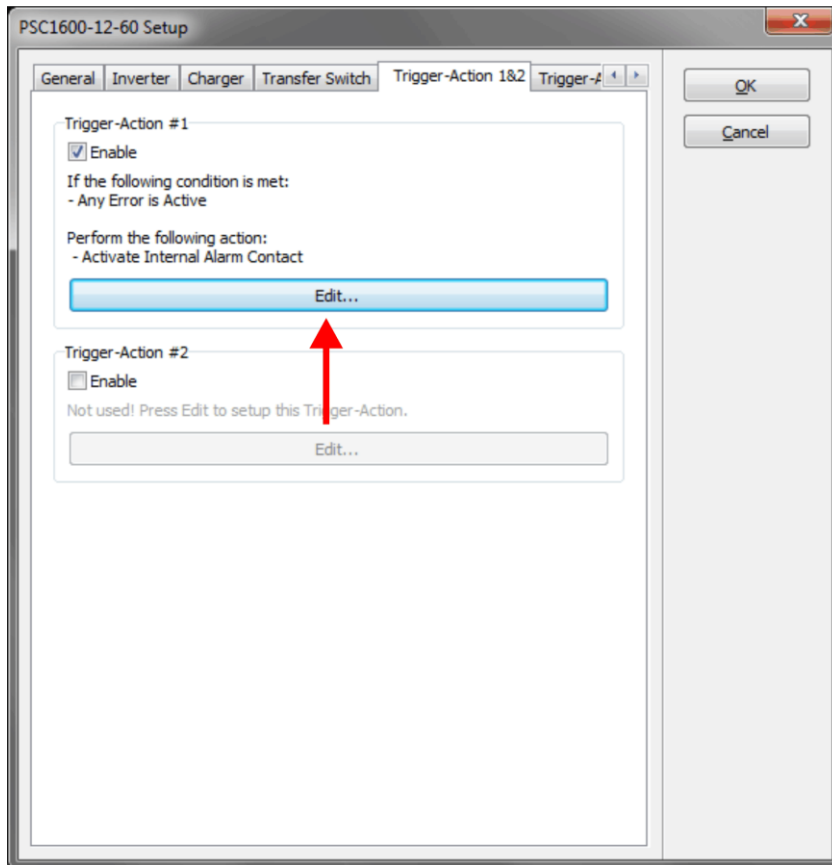 PSC1600-12-60 Setup
General Inverter Charger Transfer Switch Trigger-Action 1&2 Trigger-A
OK
Cancel
Trigger-Action #1
Enable
If the following condition is met:
- Any Error is Active
Perform the following action:
- Activate Internal Alarm Contact
Edit...
Trigger-Action #2
Enable
Not used! Press Edit to setup this Trigger-Action.
Edit...